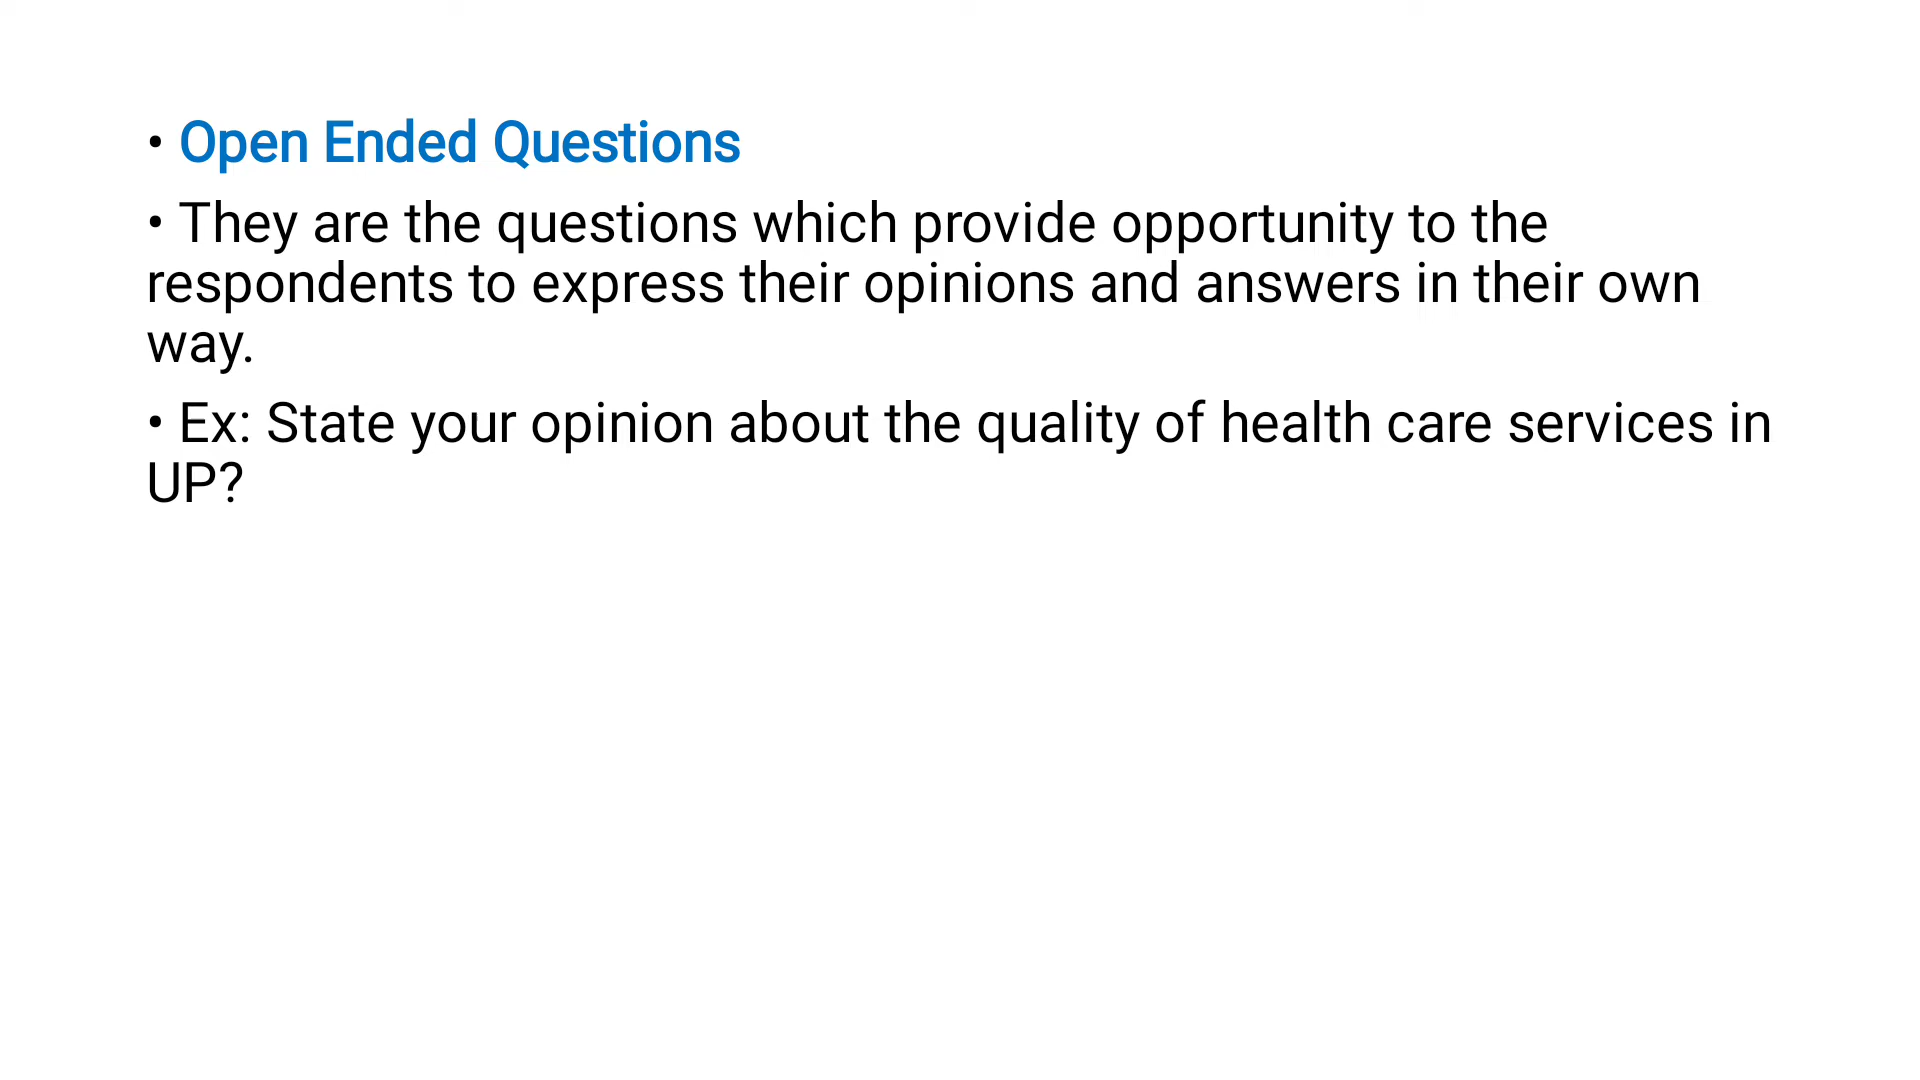 • Open Ended Questions
• They are the questions which provide opportunity to the
respondents to express their opinions and answers in their own
way.
• Ex: State your opinion about the quality of health care services in
UP?